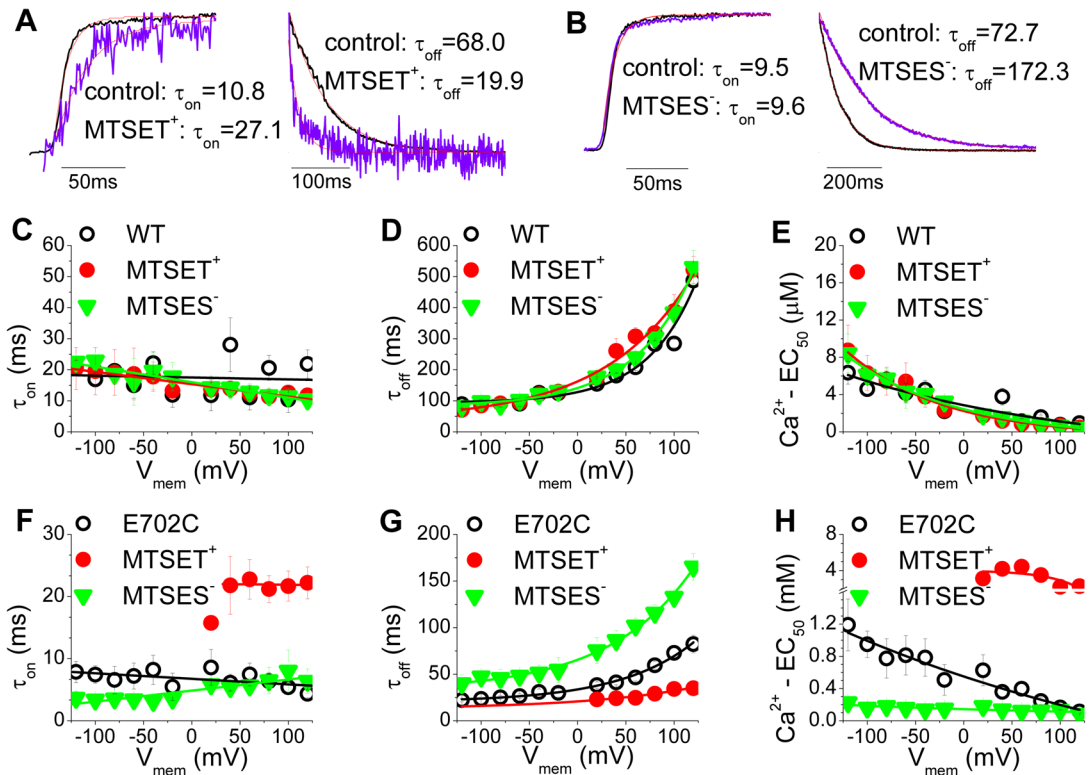 A
control: τon=10.8
MTSET+: τon=27.1
50ms
control: τoff=68.0
MTSET+: τoff=19.9
100ms
B
control: τon=9.5
MTSES-: τon=9.6
50ms
control: τoff=72.7
MTSES-: τoff=172.3
200ms
C
WT
MTSET+
MTSES-
60
50
40
30
20
10
0
τon (ms)
-100 -50 0 50 100
Vmem (mV)
D
WT
MTSET+
MTSES-
600
500
400
300
200
100
0
τoff (ms)
-100 -50 0 50 100
Vmem (mV)
E
WT
MTSET+
MTSES-
20
16
12
8
4
0
Ca2+ - EC50 (μM)
-100 -50 0 50 100
Vmem (mV)
F
E702C
MTSET+
MTSES-
30
20
10
0
τon (ms)
-100 -50 0 50 100
Vmem (mV)
G
E702C
MTSET+
MTSES-
200
150
100
50
0
τoff (ms)
-100 -50 0 50 100
Vmem (mV)
H
E702C
MTSET+
MTSES-
8
4
1.2
0.8
0.4
0.0
Ca2+ - EC50 (mM)
-100 -50 0 50 100
Vmem (mV)